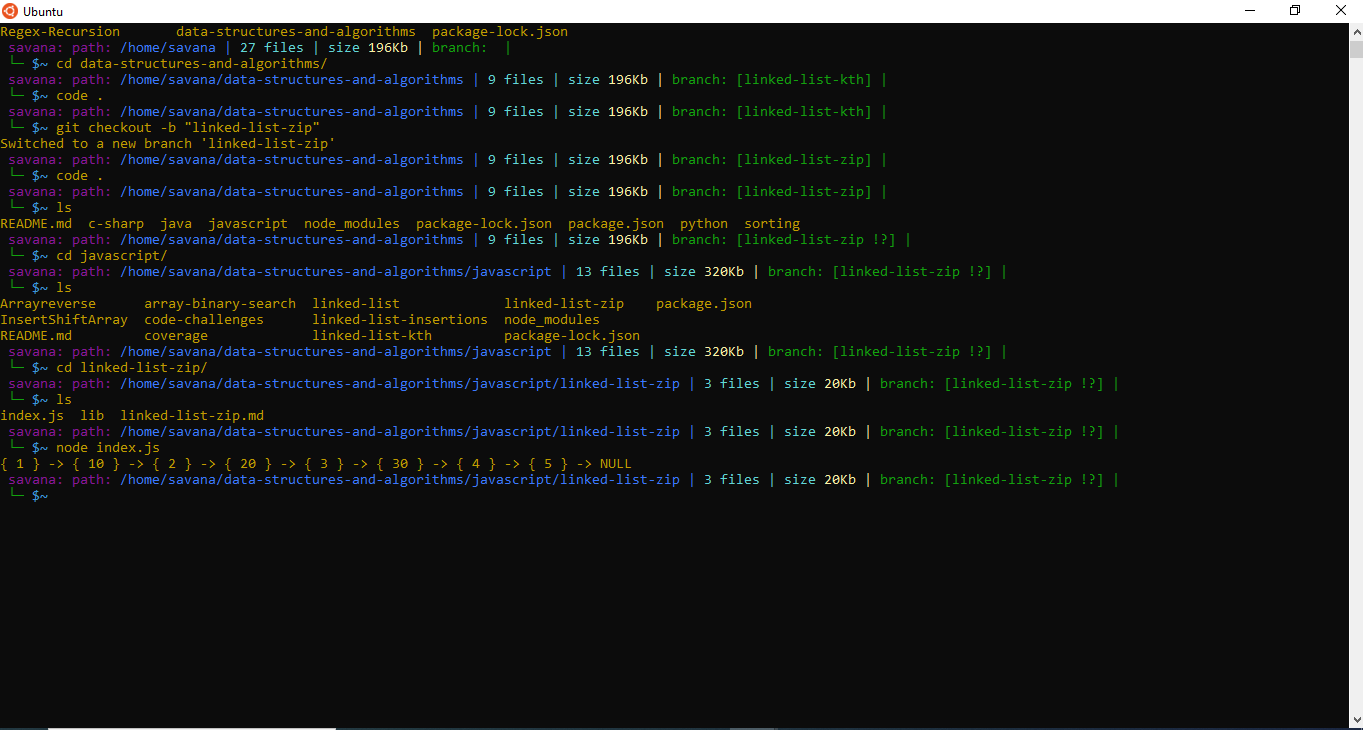 Ubuntu
Regex-Recursion       data-structures-and-algorithms  package-lock.json
 savana: path: /home/savana | 27 files | size 196Kb | branch:  |
 └─ $~ cd data-structures-and-algorithms/
 savana: path: /home/savana/data-structures-and-algorithms | 9 files | size 196Kb | branch: [linked-list-kth] |
 └─ $~ code .
 savana: path: /home/savana/data-structures-and-algorithms | 9 files | size 196Kb | branch: [linked-list-kth] |
 └─ $~ git checkout -b "linked-list-zip"
Switched to a new branch 'linked-list-zip'
 savana: path: /home/savana/data-structures-and-algorithms | 9 files | size 196Kb | branch: [linked-list-zip] |
 └─ $~ code .
 savana: path: /home/savana/data-structures-and-algorithms | 9 files | size 196Kb | branch: [linked-list-zip] |
 └─ $~ ls
README.md  c-sharp  java  javascript  node_modules  package-lock.json  package.json  python  sorting
 savana: path: /home/savana/data-structures-and-algorithms | 9 files | size 196Kb | branch: [linked-list-zip !?] |
 └─ $~ cd javascript/
 savana: path: /home/savana/data-structures-and-algorithms/javascript | 13 files | size 320Kb | branch: [linked-list-zip !?] |
 └─ $~ ls
Arrayreverse      array-binary-search  linked-list             linked-list-zip    package.json
InsertShiftArray  code-challenges      linked-list-insertions  node_modules
README.md         coverage             linked-list-kth         package-lock.json
 savana: path: /home/savana/data-structures-and-algorithms/javascript | 13 files | size 320Kb | branch: [linked-list-zip !?] |
 └─ $~ cd linked-list-zip/
 savana: path: /home/savana/data-structures-and-algorithms/javascript/linked-list-zip | 3 files | size 20Kb | branch: [linked-list-zip !?] |
 └─ $~ ls
index.js  lib  linked-list-zip.md
 savana: path: /home/savana/data-structures-and-algorithms/javascript/linked-list-zip | 3 files | size 20Kb | branch: [linked-list-zip !?] |
 └─ $~ node index.js
{ 1 } -> { 10 } -> { 2 } -> { 20 } -> { 3 } -> { 30 } -> { 4 } -> { 5 } -> NULL
 savana: path: /home/savana/data-structures-and-algorithms/javascript/linked-list-zip | 3 files | size 20Kb | branch: [linked-list-zip !?] |
 └─ $~